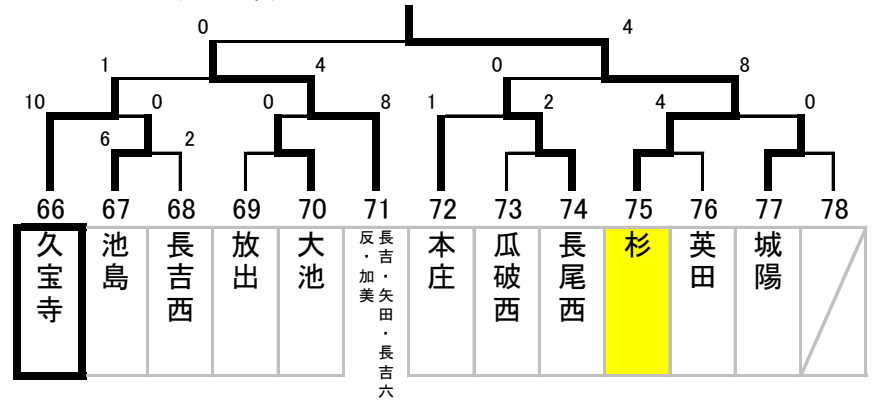 0 4
1 4 0 8
10 0 0 8 1 2 4 0
6 2
66 67 68 69 70 71 72 73 74 75 76 77 78
久宝寺
池島
長吉西
放出
大池
長吉・矢田・長吉六
反・加美
本庄
瓜破西
長尾西
杉
英田
城陽